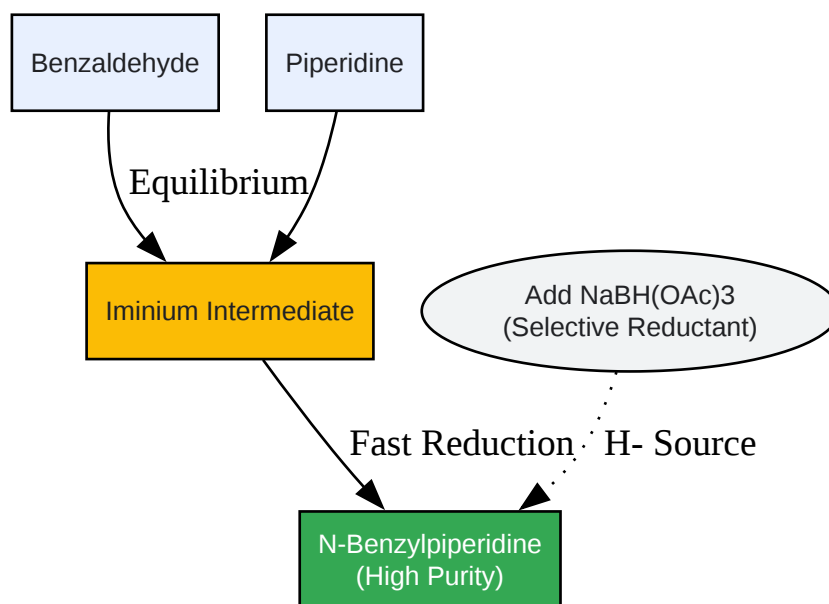 Benzaldehyde
Piperidine
Equilibrium
Iminium Intermediate
Add NaBH(OAc)3
(Selective Reductant)
Fast Reduction
H- Source
N-Benzylpiperidine
(High Purity)